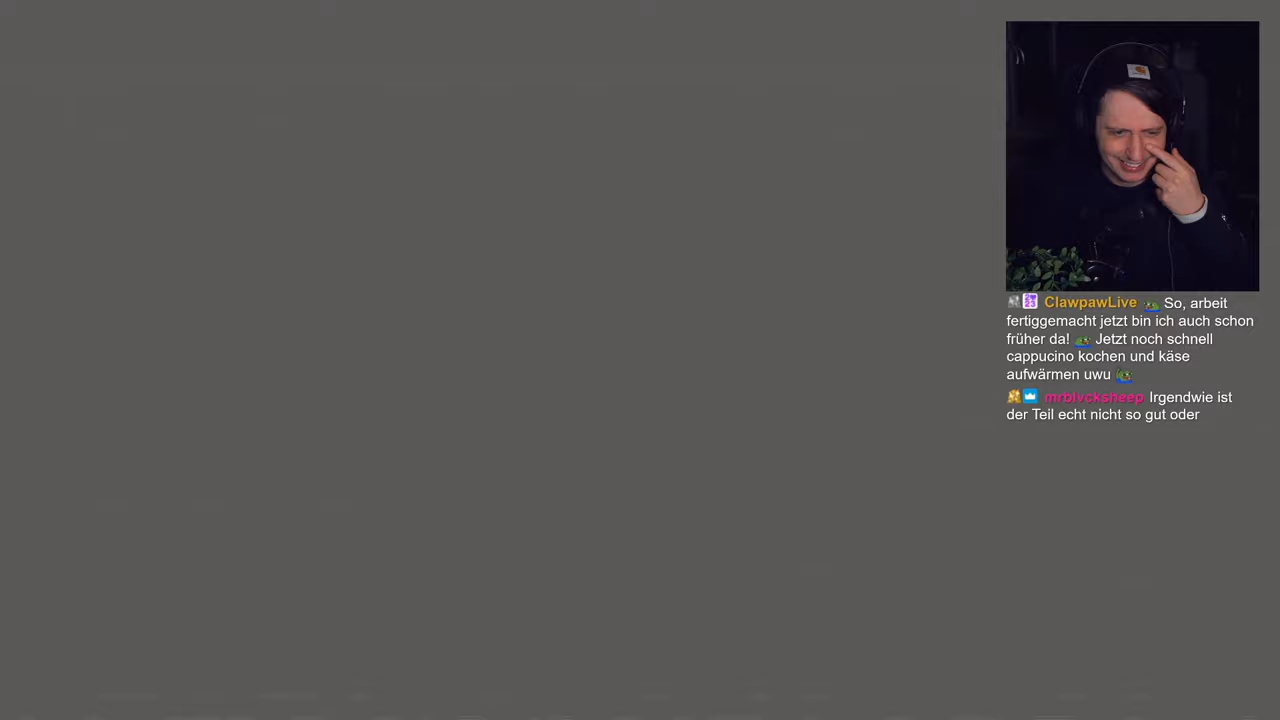 ClawpawLive So, arbeit
fertiggemacht jetzt bin ich auch schon
früher da! Jetzt noch schnell
cappucino kochen und käse
aufwärmen uwu
mrblvcksheep Irgendwie ist
der Teil echt nicht so gut oder